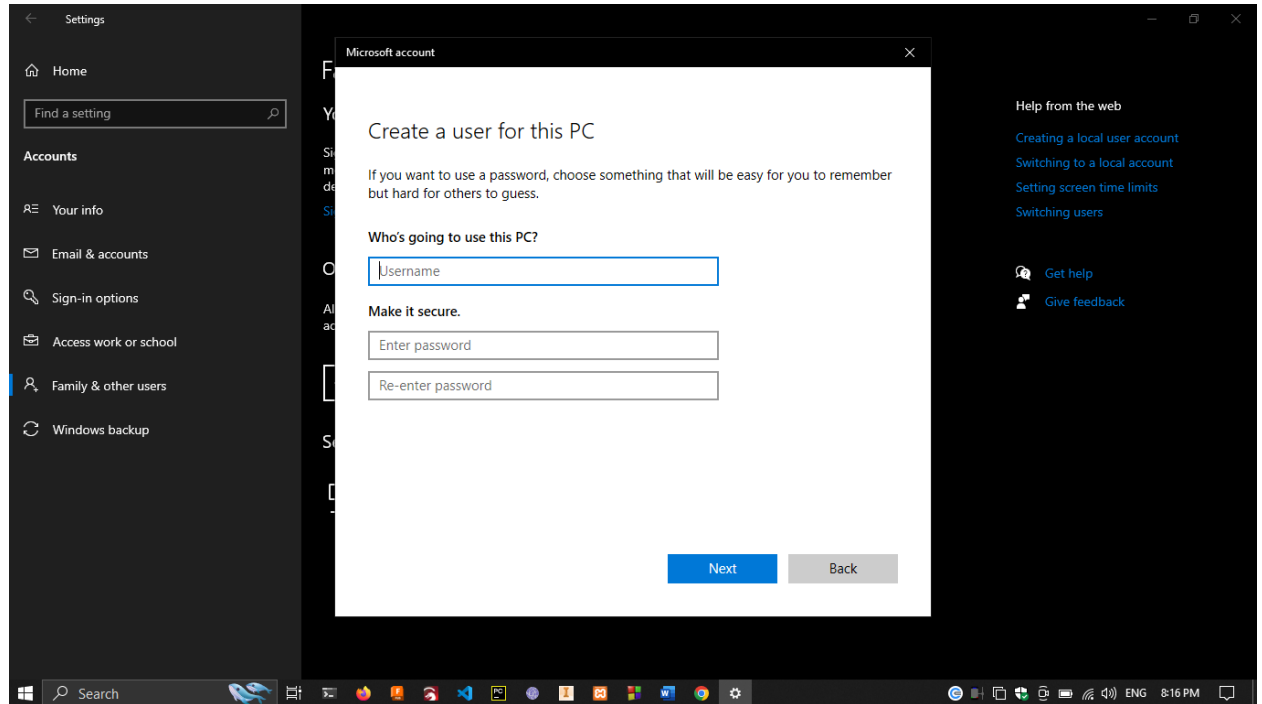 Settings
Home
Find a setting
Accounts
Your info
Email & accounts
Sign-in options
Access work or school
Family & other users
Windows backup
Microsoft account
Create a user for this PC
If you want to use a password, choose something that will be easy for you to remember
but hard for others to guess.
Who's going to use this PC?
Username
Make it secure.
Enter password
Re-enter password
Next
Back
Help from the web
Creating a local user account
Switching to a local account
Setting screen time limits
Switching users
Get help
Give feedback
Search
ENG
8:16 PM